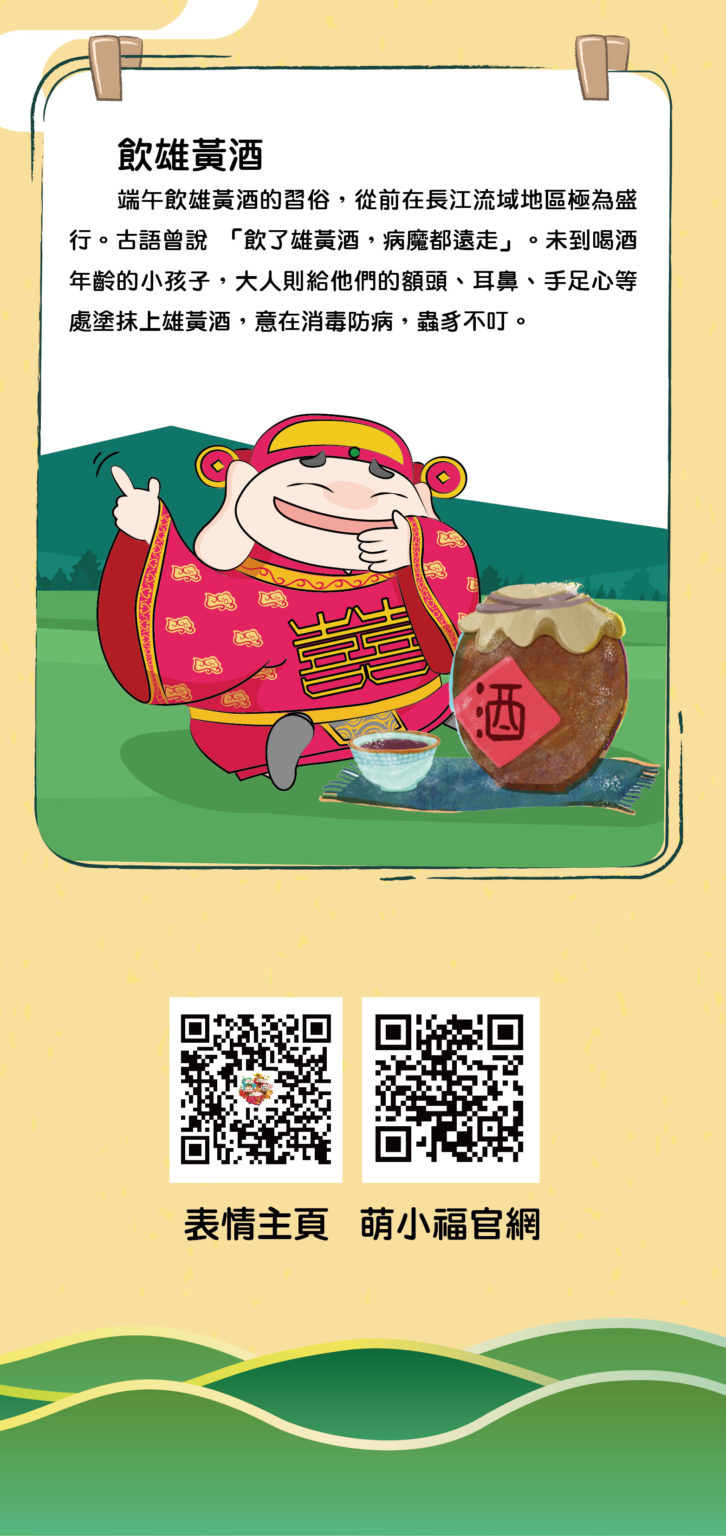 飲雄黃酒
端午飲雄黃酒的習俗，從前在長江流域地區極為盛
行。古語曾說 「飲了雄黃酒，病魔都遠走」。未到喝酒
年齡的小孩子，大人則給他們的額頭、耳鼻、手足心等
處塗抹上雄黃酒，意在消毒防病，蟲豸不叮。
囍
酒
表情主頁 萌小福官網